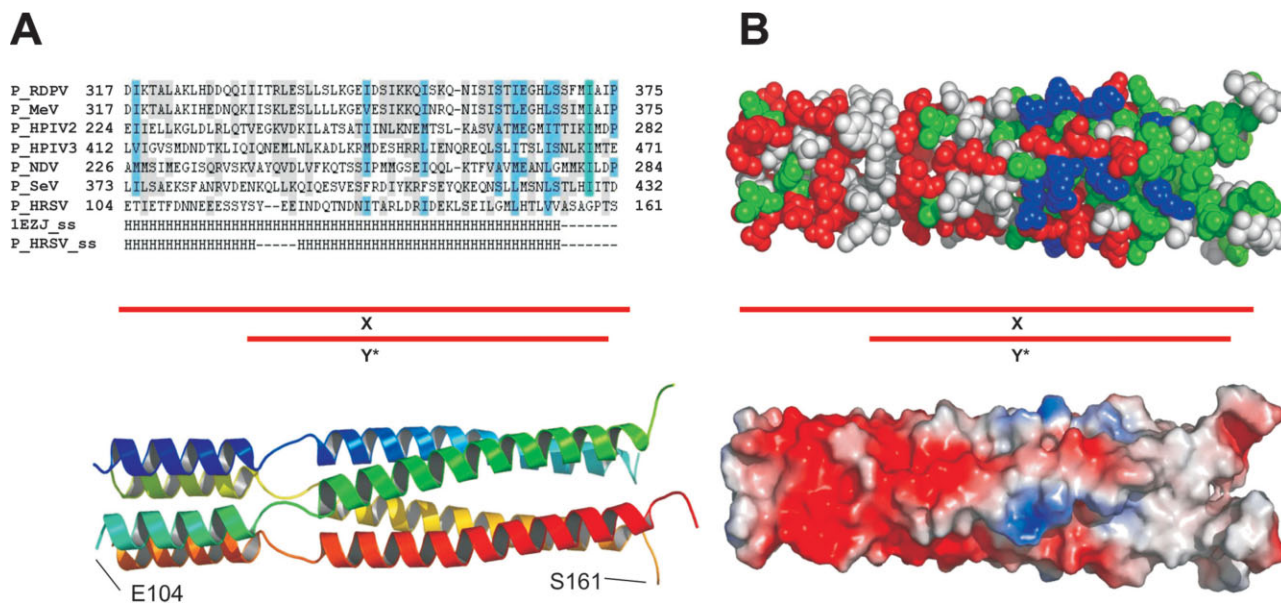 A
B
P_RDPV 317 DIKTALAKLHDDQQIIITRLESLLSLKGEIDSIKKQISKQ-NISISTIEGHLSSFMIAIP 375
P_MeV 317 DIKTALAKIHEDNQKIISKLESLLLLKGEVESIKKQINRQ-NISISTLEGHLSSIMIAIP 375
P_HPIV2 224 EIIELLKGLDLRLQTVEGKVDKILATSATIINLKNEMTSL-KASVATMEGMITTIKIMDP 282
P_HPIV3 412 LVIGVSMDNDTKLIQIQNEMLNLKADLKRMDESHRRLIENQREQLSLITSLISNLKIMTE 471
P_NDV 226 AMMSIMEGISQRVSKVAYQVDLVFKQTSSIPMMGSEIQQL-KTFVAVMEANLGMMKILDP 284
P_SeV 373 LILSAEKSFANRVDENKQLLKQIQESVESFRDIYKRFSEYQKEQNSLLMSNLSTLHIITD 432
P_HRSV 104 ETIETFDNNEEESSYSY--EEINDQTNDNITARLDRIDEKLSEILGMLHTLVVASAGPTS 161
1EZJ_ss HHHHHHHHHHHHHHHHHHHHHHHHHHHHHHHHHHHHHHHHHHHHHHHHHHHHH-------
P_HRSV_ss HHHHHHHHHHHHHHHH-----HHHHHHHHHHHHHHHHHHHHHHHHHHHHHHHH-------
X
Y*
X
Y*
E104
S161